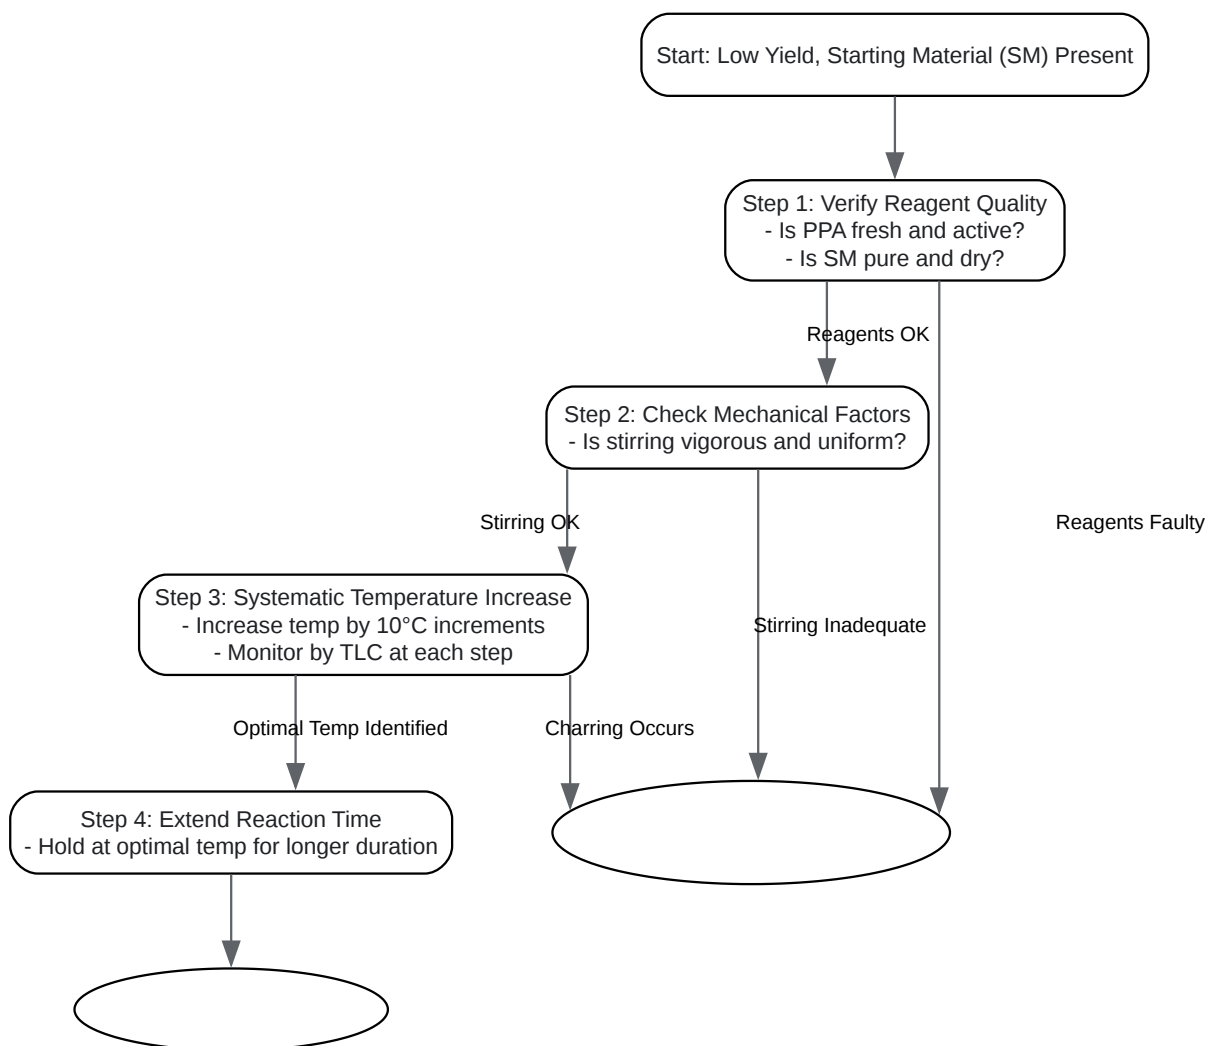 Start: Low Yield, Starting Material (SM) Present
Step 1: Verify Reagent Quality
- Is PPA fresh and active?
- Is SM pure and dry?
Reagents OK
Step 2: Check Mechanical Factors
- Is stirring vigorous and uniform?
Stirring OK
Reagents Faulty
Step 3: Systematic Temperature Increase
- Increase temp by 10°C increments
- Monitor by TLC at each step
Stirring Inadequate
Optimal Temp Identified
Charring Occurs
Step 4: Extend Reaction Time
- Hold at optimal temp for longer duration